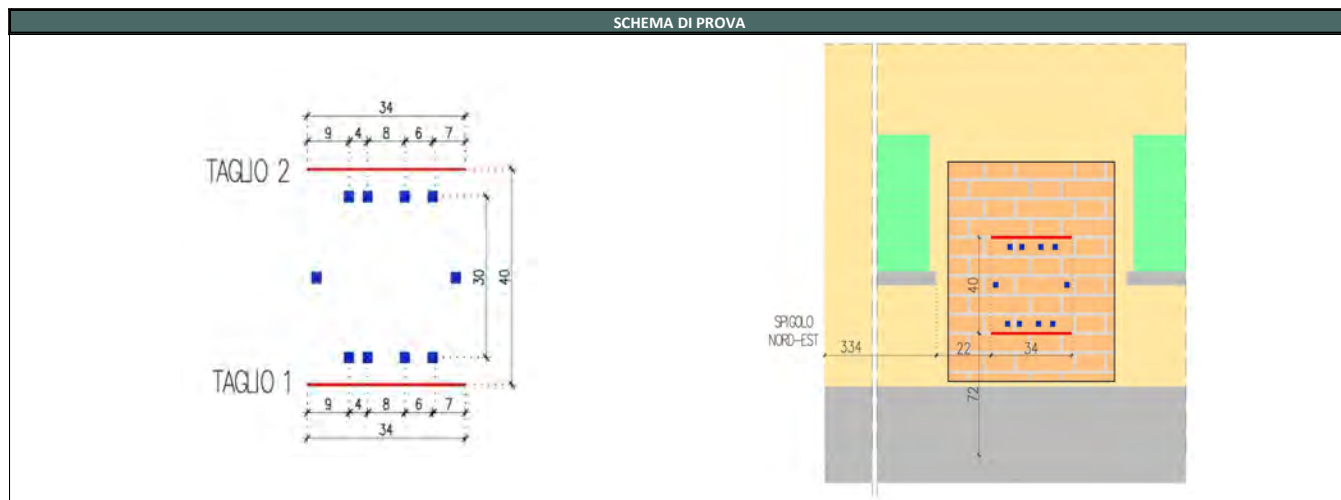 SCHEMA DI PROVA
34
9 4 8 6 7
TAGLIO 2
30
40
TAGLIO 1
9 4 8 6 7
34
40
SPIGOLO
NORD-EST
334
22
34
72